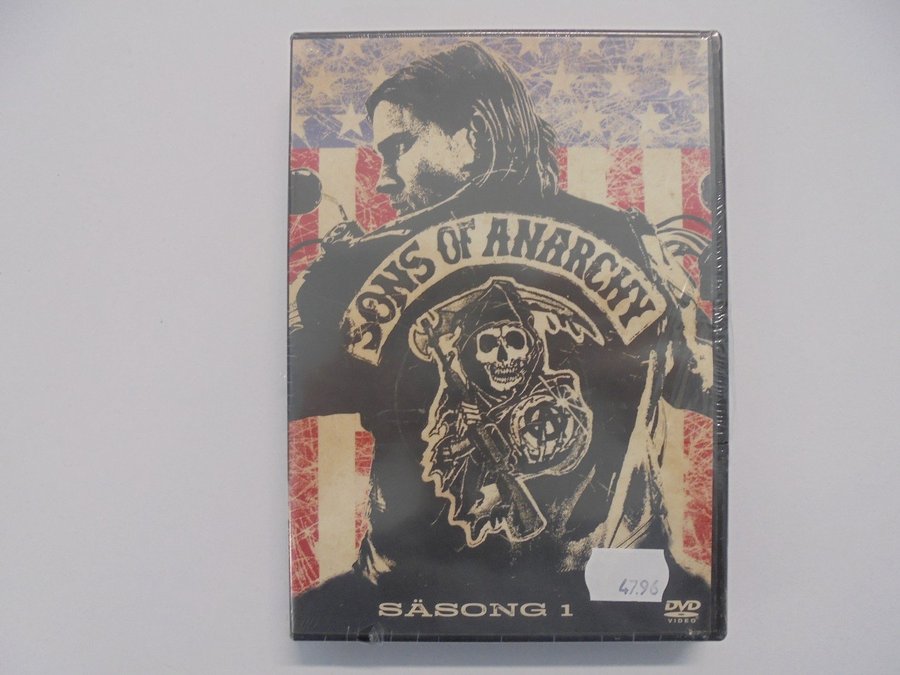 SONS OF ANARCHY
SÄSONG 1
47.96
DVD
VIDEO